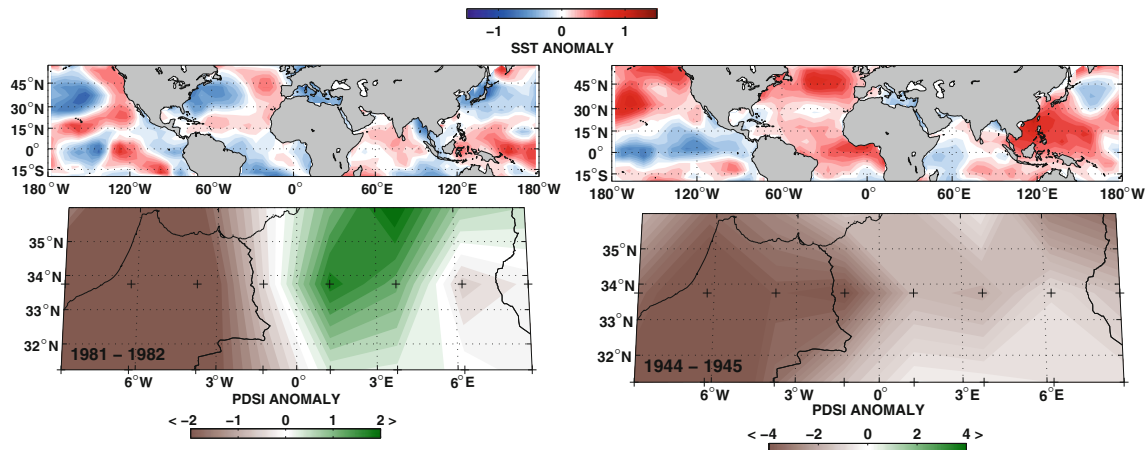 −1 0 1
SST ANOMALY
45°N
30°N
15°N
0°
15°S
180°W 120°W 60°W 0° 60°E 120°E 180°W
45°N
30°N
15°N
0°
15°S
180°W 120°W 60°W 0° 60°E 120°E 180°W
35°N
34°N
33°N
32°N
1981 − 1982
6°W 3°W 0° 3°E 6°E
PDSI ANOMALY
< −2 −1 0 1 2 >
35°N
34°N
33°N
32°N
1944 − 1945
6°W 3°W 0° 3°E 6°E
PDSI ANOMALY
< −4 −2 0 2 4 >